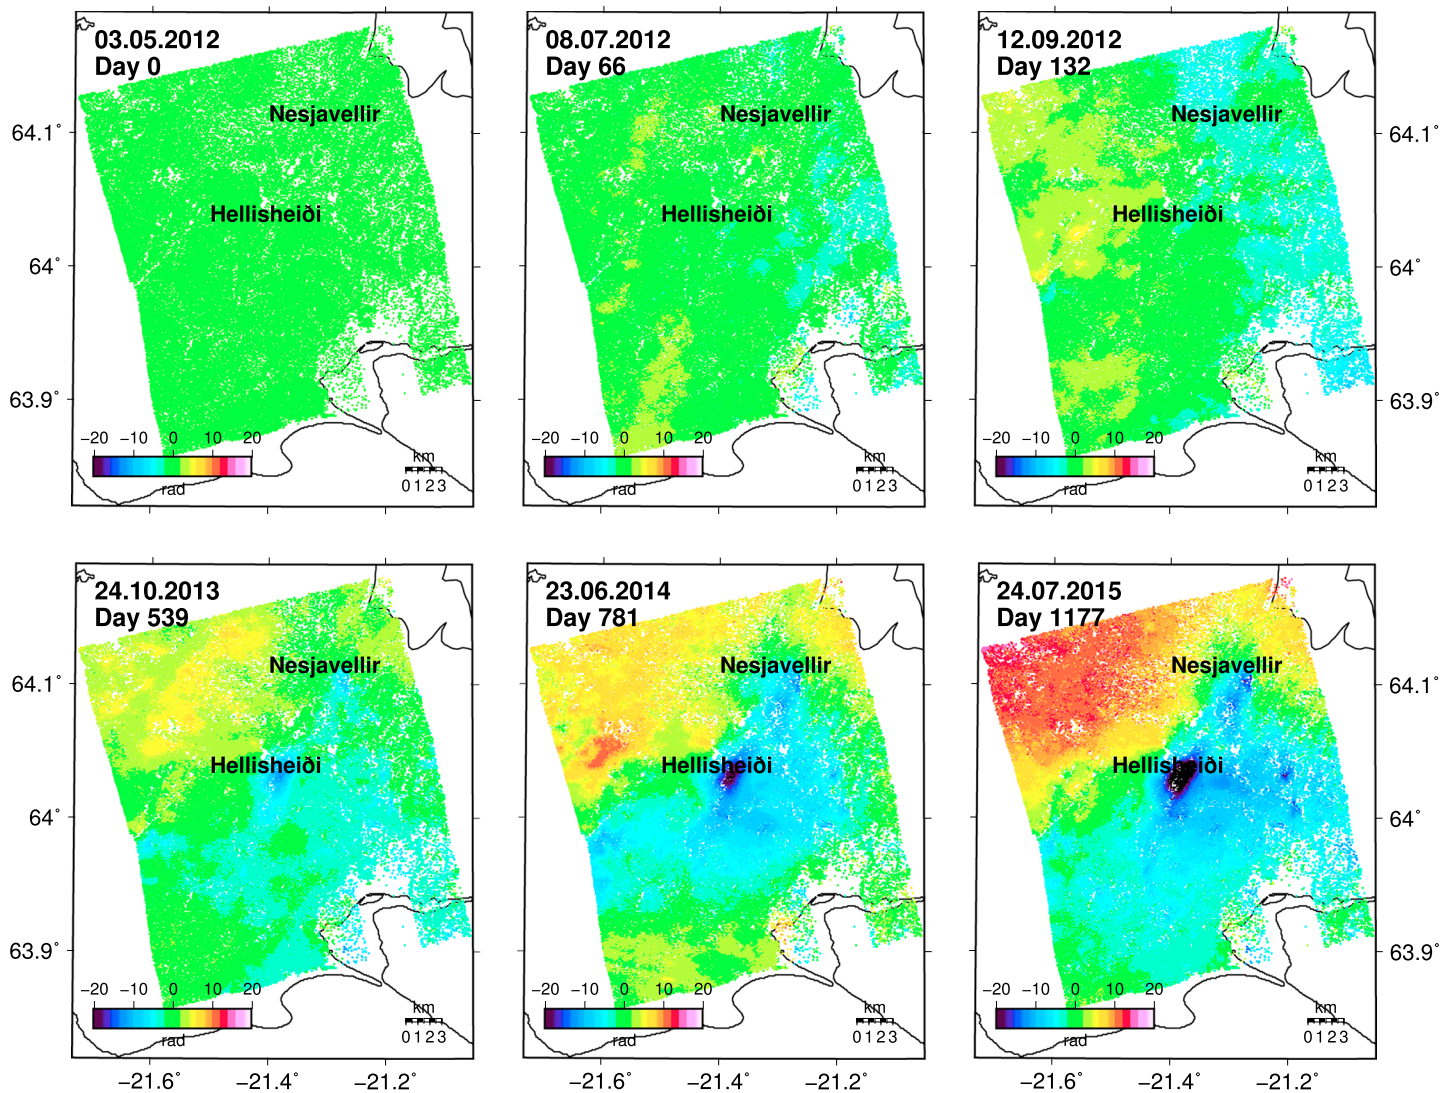 03.05.2012
Day 0
Nesjavellir
Hellisheiði
64.1°
64°
63.9°
−20 −10 0 10 20
rad
km
0 1 2 3
08.07.2012
Day 66
Nesjavellir
Hellisheiði
−20 −10 0 10 20
rad
km
0 1 2 3
12.09.2012
Day 132
Nesjavellir
Hellisheiði
64.1°
64°
63.9°
−20 −10 0 10 20
rad
km
0 1 2 3
24.10.2013
Day 539
Nesjavellir
Hellisheiði
64.1°
64°
63.9°
−20 −10 0 10 20
rad
km
0 1 2 3
−21.6° −21.4° −21.2°
23.06.2014
Day 781
Nesjavellir
Hellisheiði
−20 −10 0 10 20
rad
km
0 1 2 3
−21.6° −21.4° −21.2°
24.07.2015
Day 1177
Nesjavellir
Hellisheiði
64.1°
64°
63.9°
−20 −10 0 10 20
rad
km
0 1 2 3
−21.6° −21.4° −21.2°